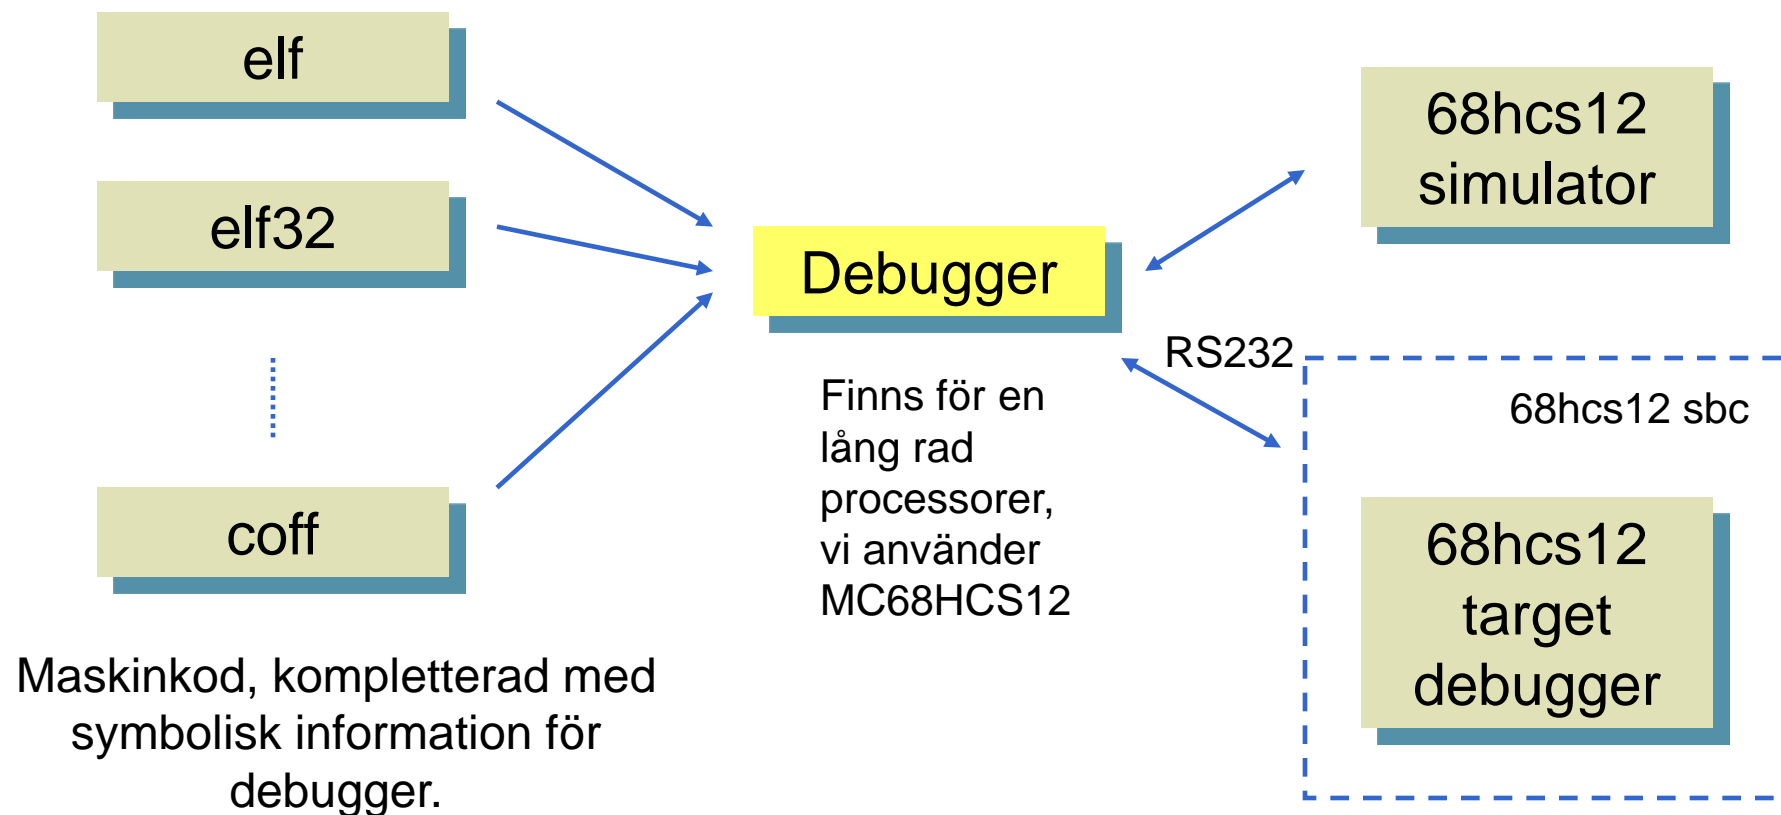 elf
elf32
coff
Maskinkod, kompletterad med
symbolisk information för
debugger.
Debugger
Finns för en
lång rad
processorer,
vi använder
MC68HCS12
68hcs12
simulator
RS232
68hcs12 sbc
68hcs12
target
debugger